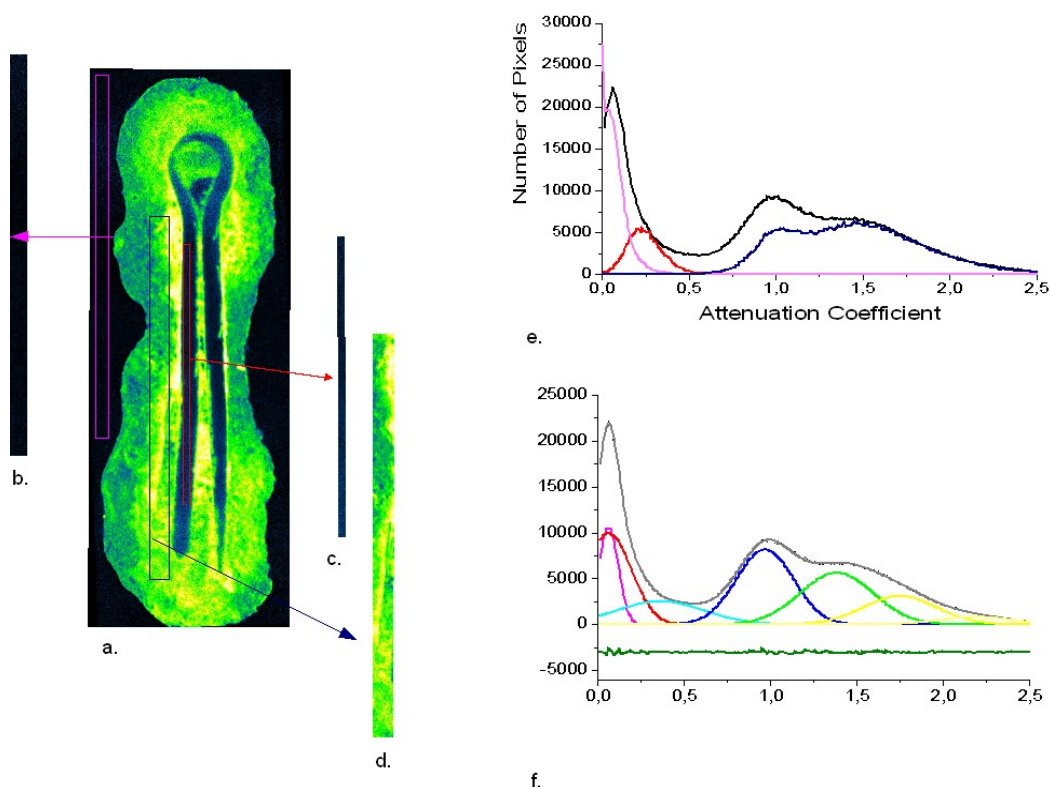 a.
b.
c.
d.
Number of Pixels
30000
25000
20000
15000
10000
5000
0
0,0 0,5 1,0 1,5 2,0 2,5
Attenuation Coefficient
e.
25000
20000
15000
10000
5000
0
-5000
0,0 0,5 1,0 1,5 2,0 2,5
f.